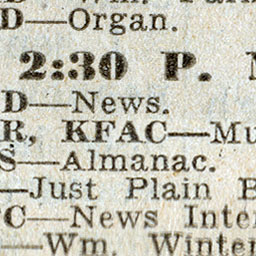 D—Organ.
2:30 P. M
D—News.
R, KFAC—Mu
S—Almanac.
—Just Plain B
C—News Inter
—Wm. Winter